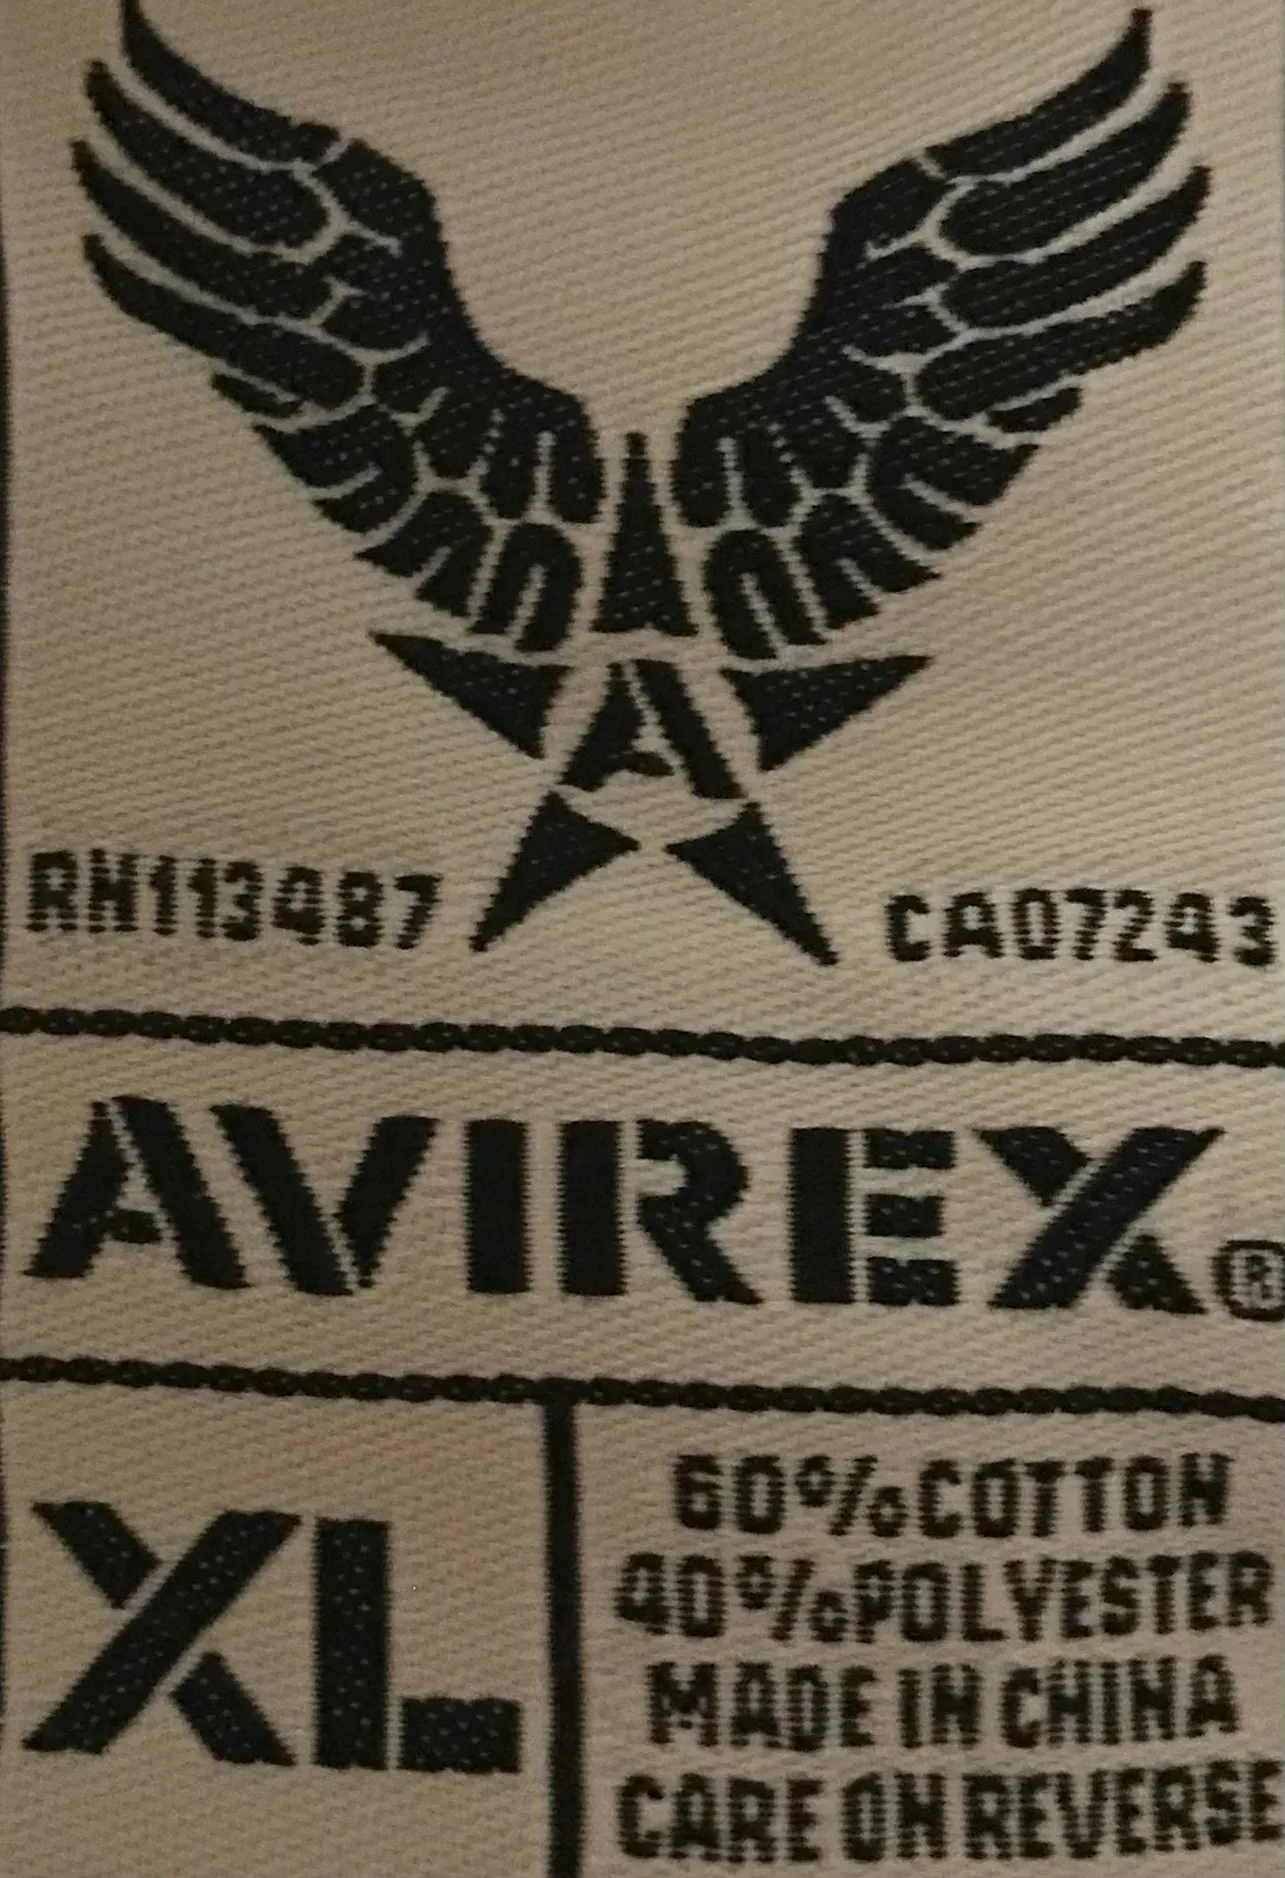 A
RN113487 CA07243
AVIREX®
XL
60%COTTON
40%POLYESTER
MADE IN CHINA
CARE ON REVERSE